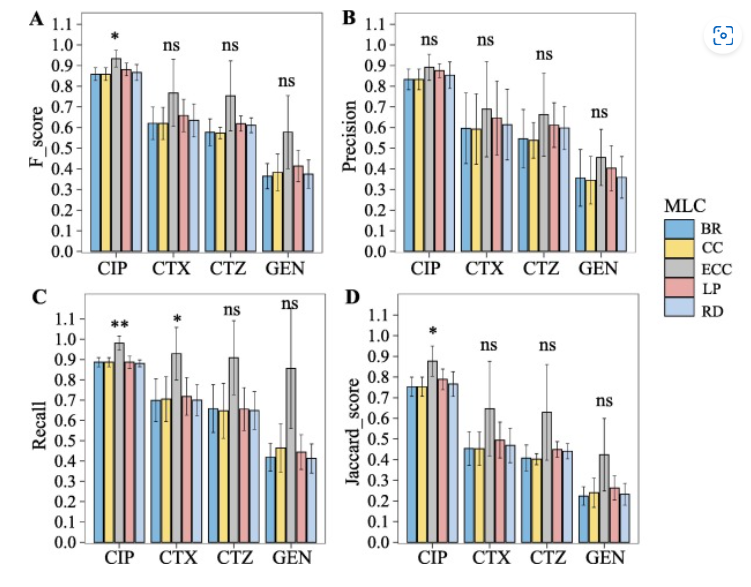 A
B
1.1
1.0
0.9
0.8
0.7
0.6
0.5
0.4
0.3
0.2
0.1
0.0
F_score
*
ns
ns
ns
CIP CTX CTZ GEN
1.1
1.0
0.9
0.8
0.7
0.6
0.5
0.4
0.3
0.2
0.1
0.0
Precision
ns
ns
ns
ns
CIP CTX CTZ GEN
MLC
BR
CC
ECC
LP
RD
C
D
1.1
1.0
0.9
0.8
0.7
0.6
0.5
0.4
0.3
0.2
0.1
0.0
Recall
**
*
ns
ns
CIP CTX CTZ GEN
1.1
1.0
0.9
0.8
0.7
0.6
0.5
0.4
0.3
0.2
0.1
0.0
Jaccard_score
*
ns
ns
ns
CIP CTX CTZ GEN